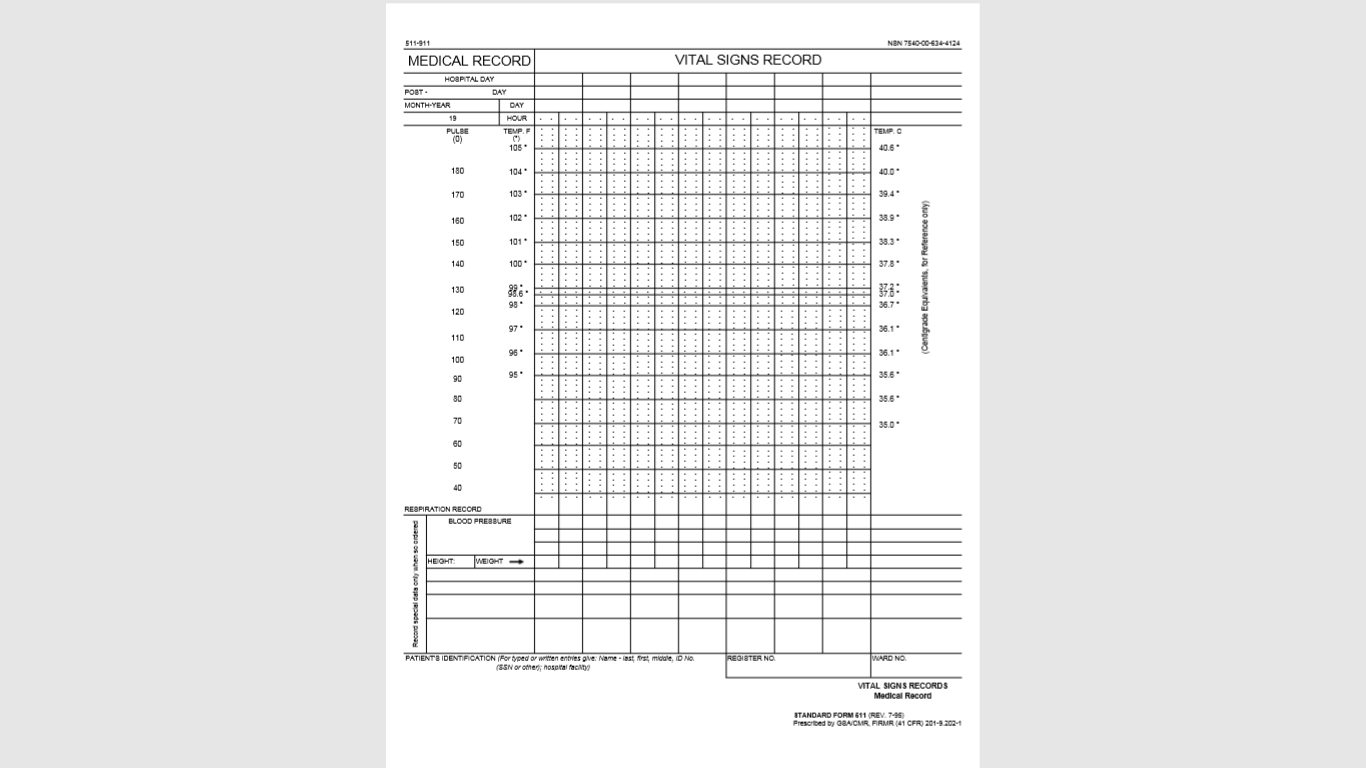 511-911 NSN 7540-00-634-4124
MEDICAL RECORD VITAL SIGNS RECORD
HOSPITAL DAY
POST - DAY
MONTH-YEAR DAY
19 HOUR
PULSE TEMP. F TEMP. C
(0) (*)
105 * 40.6 *
180 104 * 40.0 *
170 103 * 39.4 *
160 102 * 38.9 *
150 101 * 38.3 *
140 100 * 37.8 *
99 * 37.2 *
130 98.6 * 37.0 *
98 * 36.7 *
120
97 * 36.1 *
110
96 * 36.1 *
100
95 * 35.6 *
90
80 35.6 *
70 35.0 *
60
50
40
(Centigrade Equivalents, for Reference only)
RESPIRATION RECORD
BLOOD PRESSURE
HEIGHT: WEIGHT
Record special data only when so ordered
PATIENT'S IDENTIFICATION (For typed or written entries give: Name - last, first, middle, ID No. REGISTER NO. WARD NO.
(SSN or other); hospital facility)
VITAL SIGNS RECORDS
Medical Record
STANDARD FORM 511 (REV. 7-95)
Prescribed by GSA/ICMR, FIRMR (41 CFR) 201-9.202-1